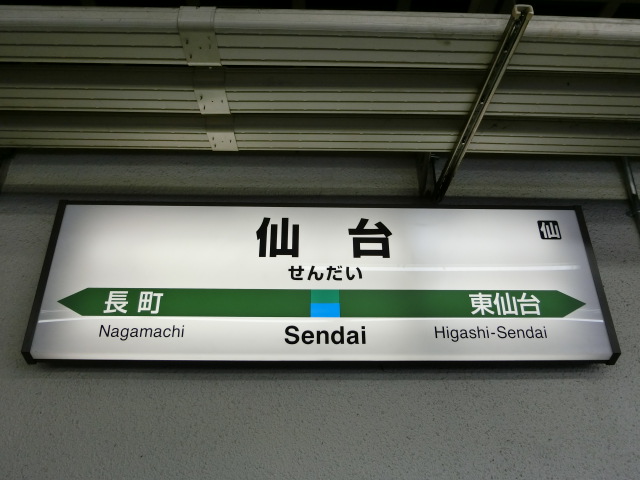 仙台
仙
せんだい
長町
東仙台
Nagamachi
Sendai
Higashi-Sendai